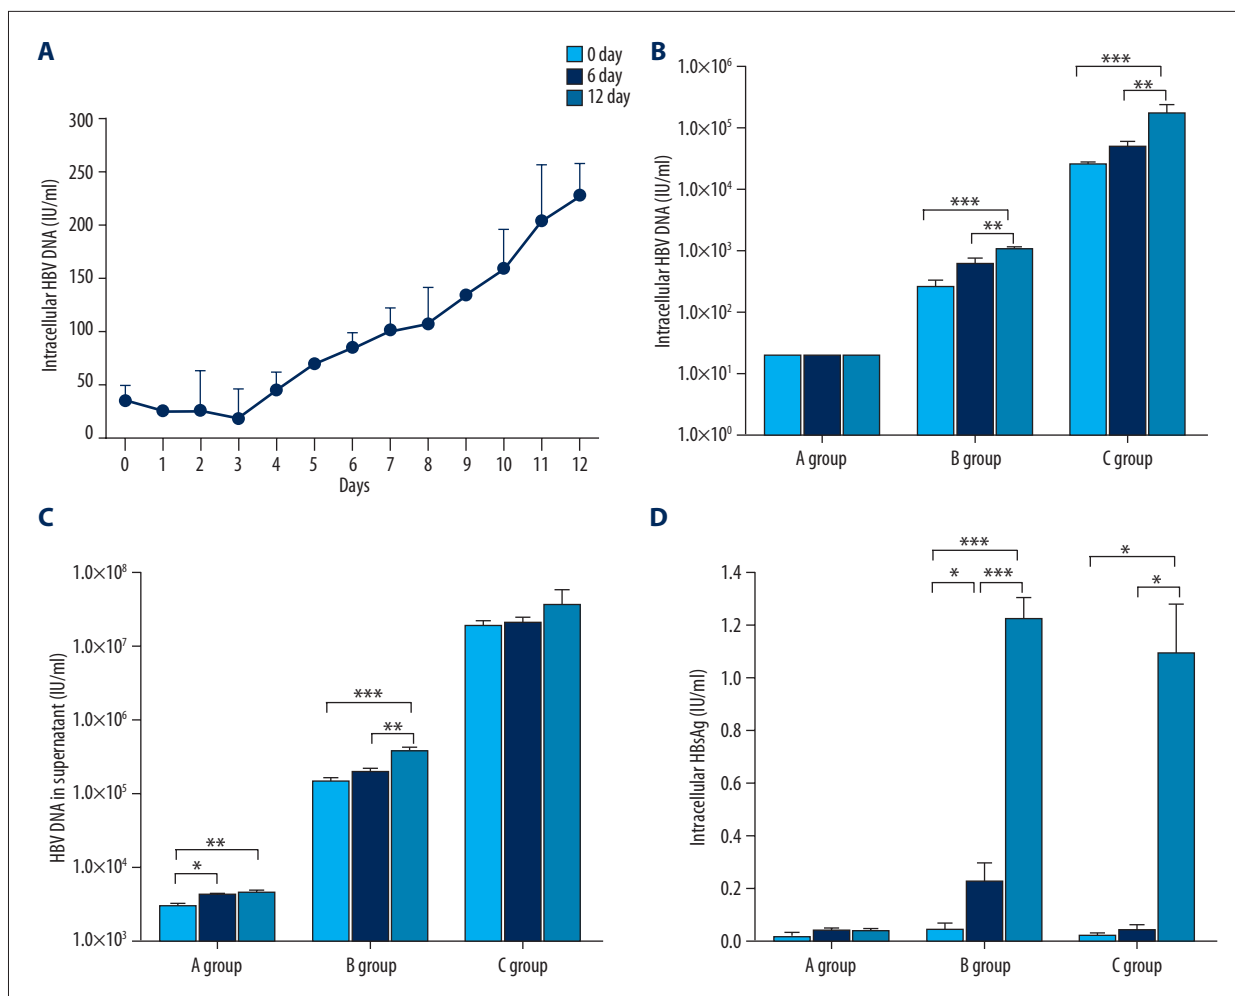 A
0 day
6 day
12 day
300
250
200
150
100
50
0
Intracellular HBV DNA (IU/ml)
0 1 2 3 4 5 6 7 8 9 10 11 12
Days
B
1.0×10⁶
1.0×10⁵
1.0×10⁴
1.0×10³
1.0×10²
1.0×10¹
1.0×10⁰
Intracellular HBV DNA (IU/ml)
***
**
***
**
A group B group C group
C
1.0×10⁸
1.0×10⁷
1.0×10⁶
1.0×10⁵
1.0×10⁴
1.0×10³
HBV DNA in supernatant (IU/ml)
**
*
***
**
A group B group C group
D
1.4
1.2
1.0
0.8
0.6
0.4
0.2
0.0
Intracellular HBsAg (IU/ml)
***
* ***
*
*
A group B group C group